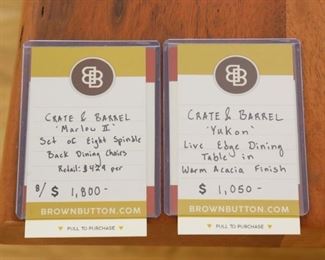 BB
CRATE & BARREL
'Marlow II'
Set of Eight Spindle
Back Dining Chairs
Retail: $429 per
8/ $ 1,800-
BROWNBUTTON.COM
PULL TO PURCHASE
BB
CRATE & BARREL
'Yukon'
Live Edge Dining
Table in
Warm Acacia Finish
$ 1,050-
BROWNBUTTON.COM
PULL TO PURCHASE